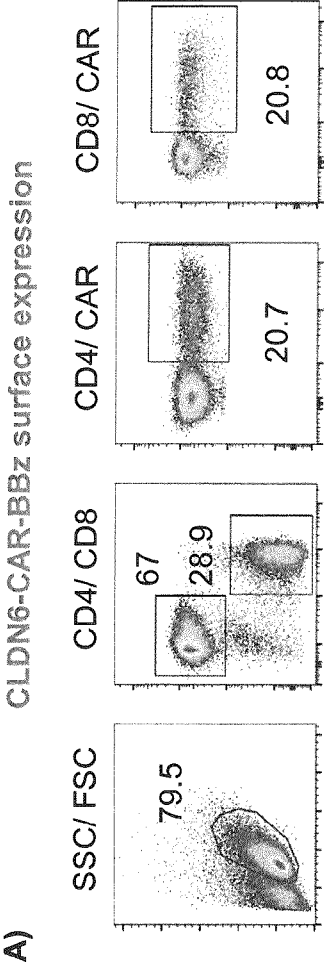 A)
CLDN6-CAR-BBz surface expression
SSC/ FSC
CD4/ CD8
CD4/ CAR
CD8/ CAR
79.5
67
28.9
20.7
20.8